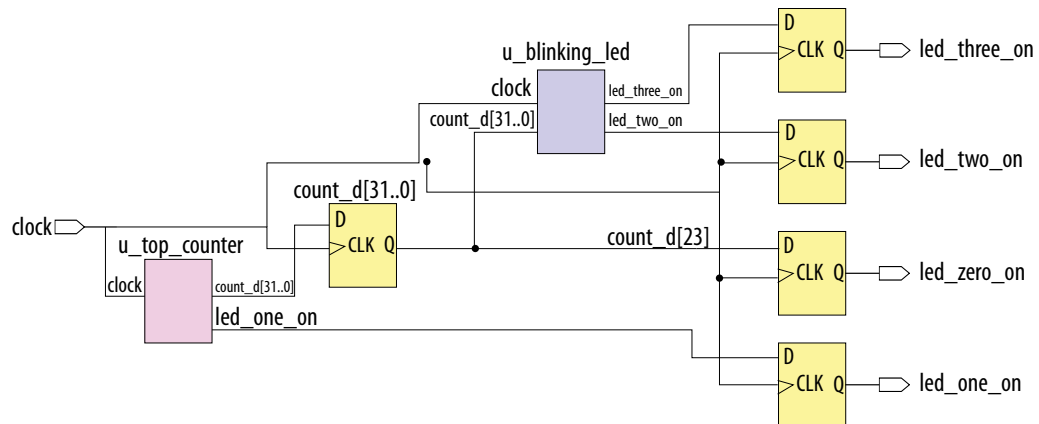 D
CLK Q
led_three_on
u_blinking_led
clock
led_three_on
count_d[31..0]
led_two_on
D
CLK Q
led_two_on
count_d[31..0]
D
CLK Q
clock
u_top_counter
clock
count_d[31..0]
led_one_on
count_d[23]
D
CLK Q
led_zero_on
D
CLK Q
led_one_on